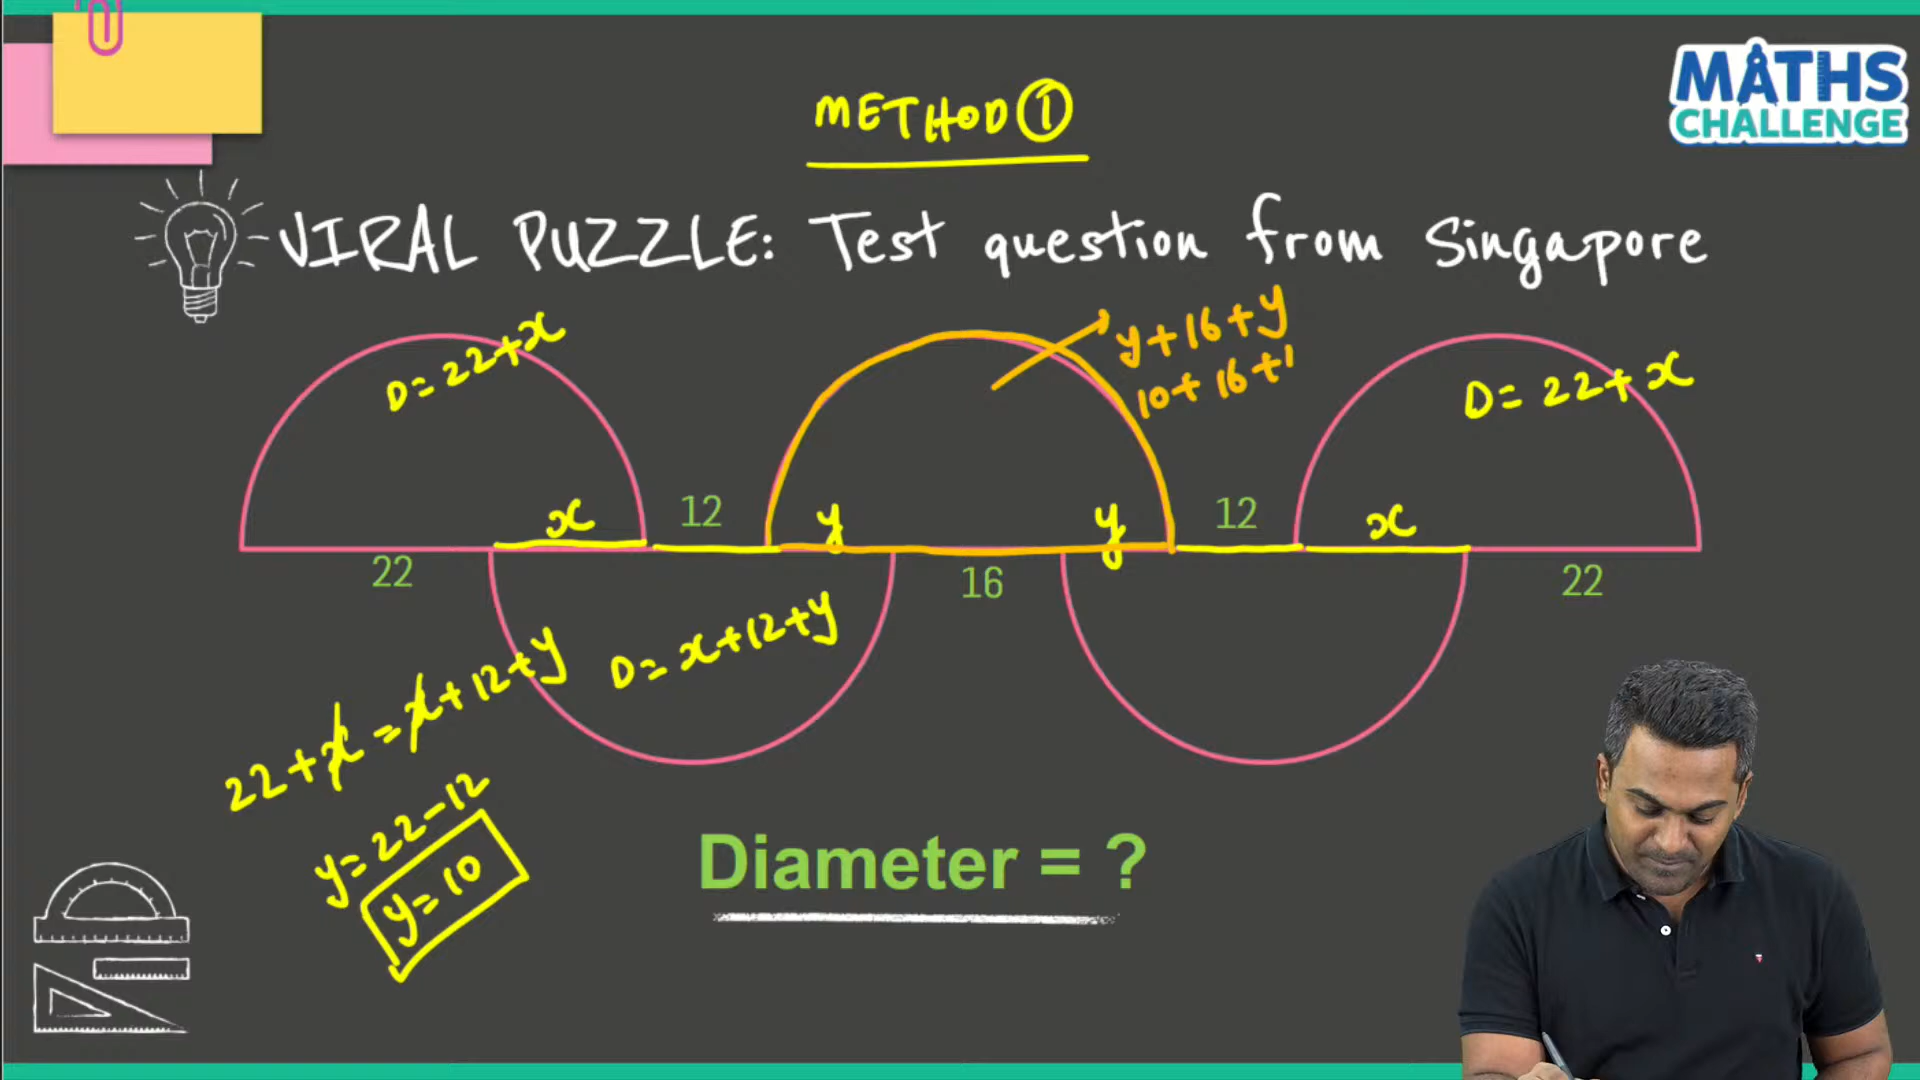 METHOD ①
MATHS
CHALLENGE
VIRAL PUZZLE: Test question from Singapore
D=22+x
y+16+y
10+16+1
D=22+x
x
12
y
y
12
x
22
16
22
D=x+12+y
22+x=x+12+y
y=22-12
y=10
Diameter = ?